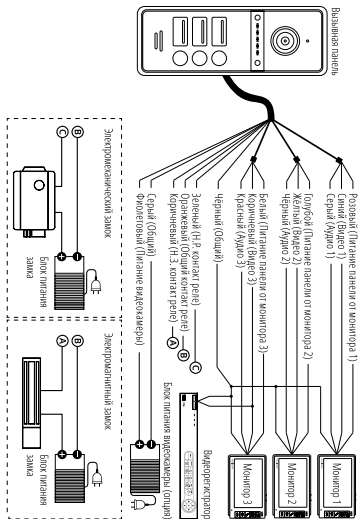 Вызывная панель
Розовый (Питание панели от монитора 1)
Синий (Видео 1)
Серый (Аудио 1)
Голубой (Питание панели от монитора 2)
Жёлтый (Видео 2)
Чёрный (Аудио 2)
Белый (Питание панели от монитора 3)
Коричневый (Видео 3)
Красный (Аудио 3)
Чёрный (Общий)
Зеленый (Н.Р. контакт реле) C
Оранжевый (Общий контакт реле) B
Коричневый (Н.З. контакт реле) A
Серый (Общий)
Фиолетовый (Питание видеокамеры)
Монитор 1
Монитор 2
Монитор 3
Видеорегистратор
Блок питания видеокамеры (опция)
Электромеханический замок
B
C
Блок питания
замка
Электромагнитный замок
B
A
Блок питания
замка